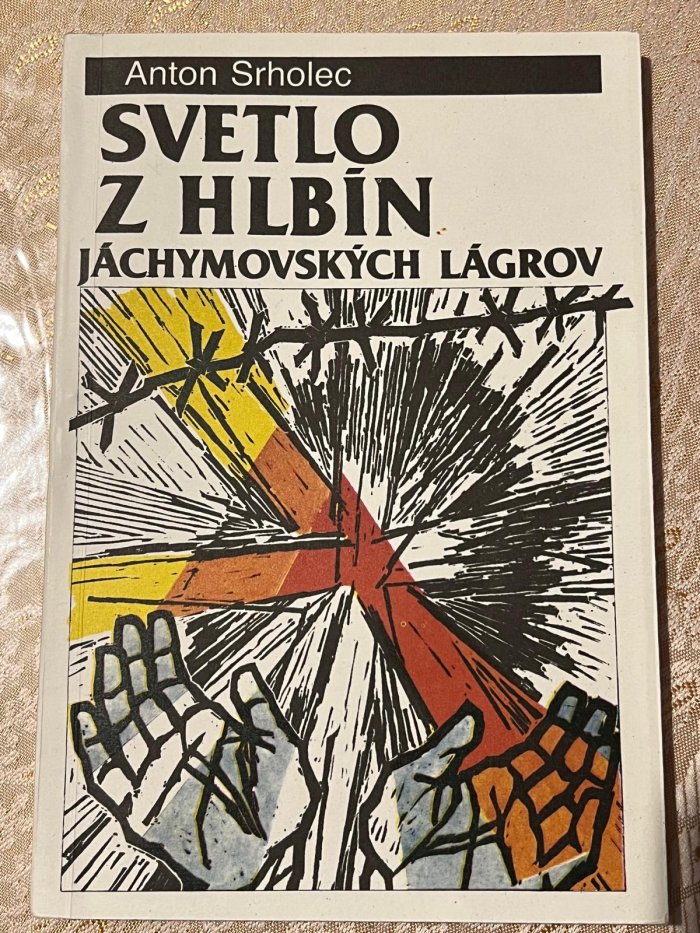 Anton Srholec
SVETLO
Z HLBÍN
JÁCHYMOVSKÝCH LÁGROV